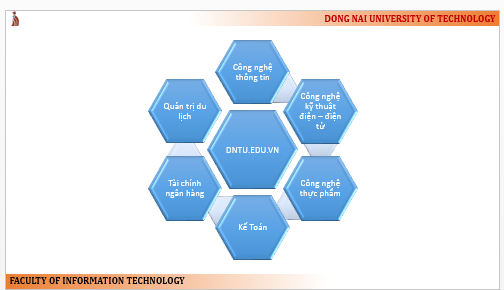 DONG NAI UNIVERSITY OF TECHNOLOGY
Công nghệ
thông tin
Công nghệ
kỹ thuật
điện – điện
tử
Quản trị du
lịch
DNTU.EDU.VN
Tài chính
ngân hàng
Công nghệ
thực phẩm
Kế Toán
FACULTY OF INFORMATION TECHNOLOGY